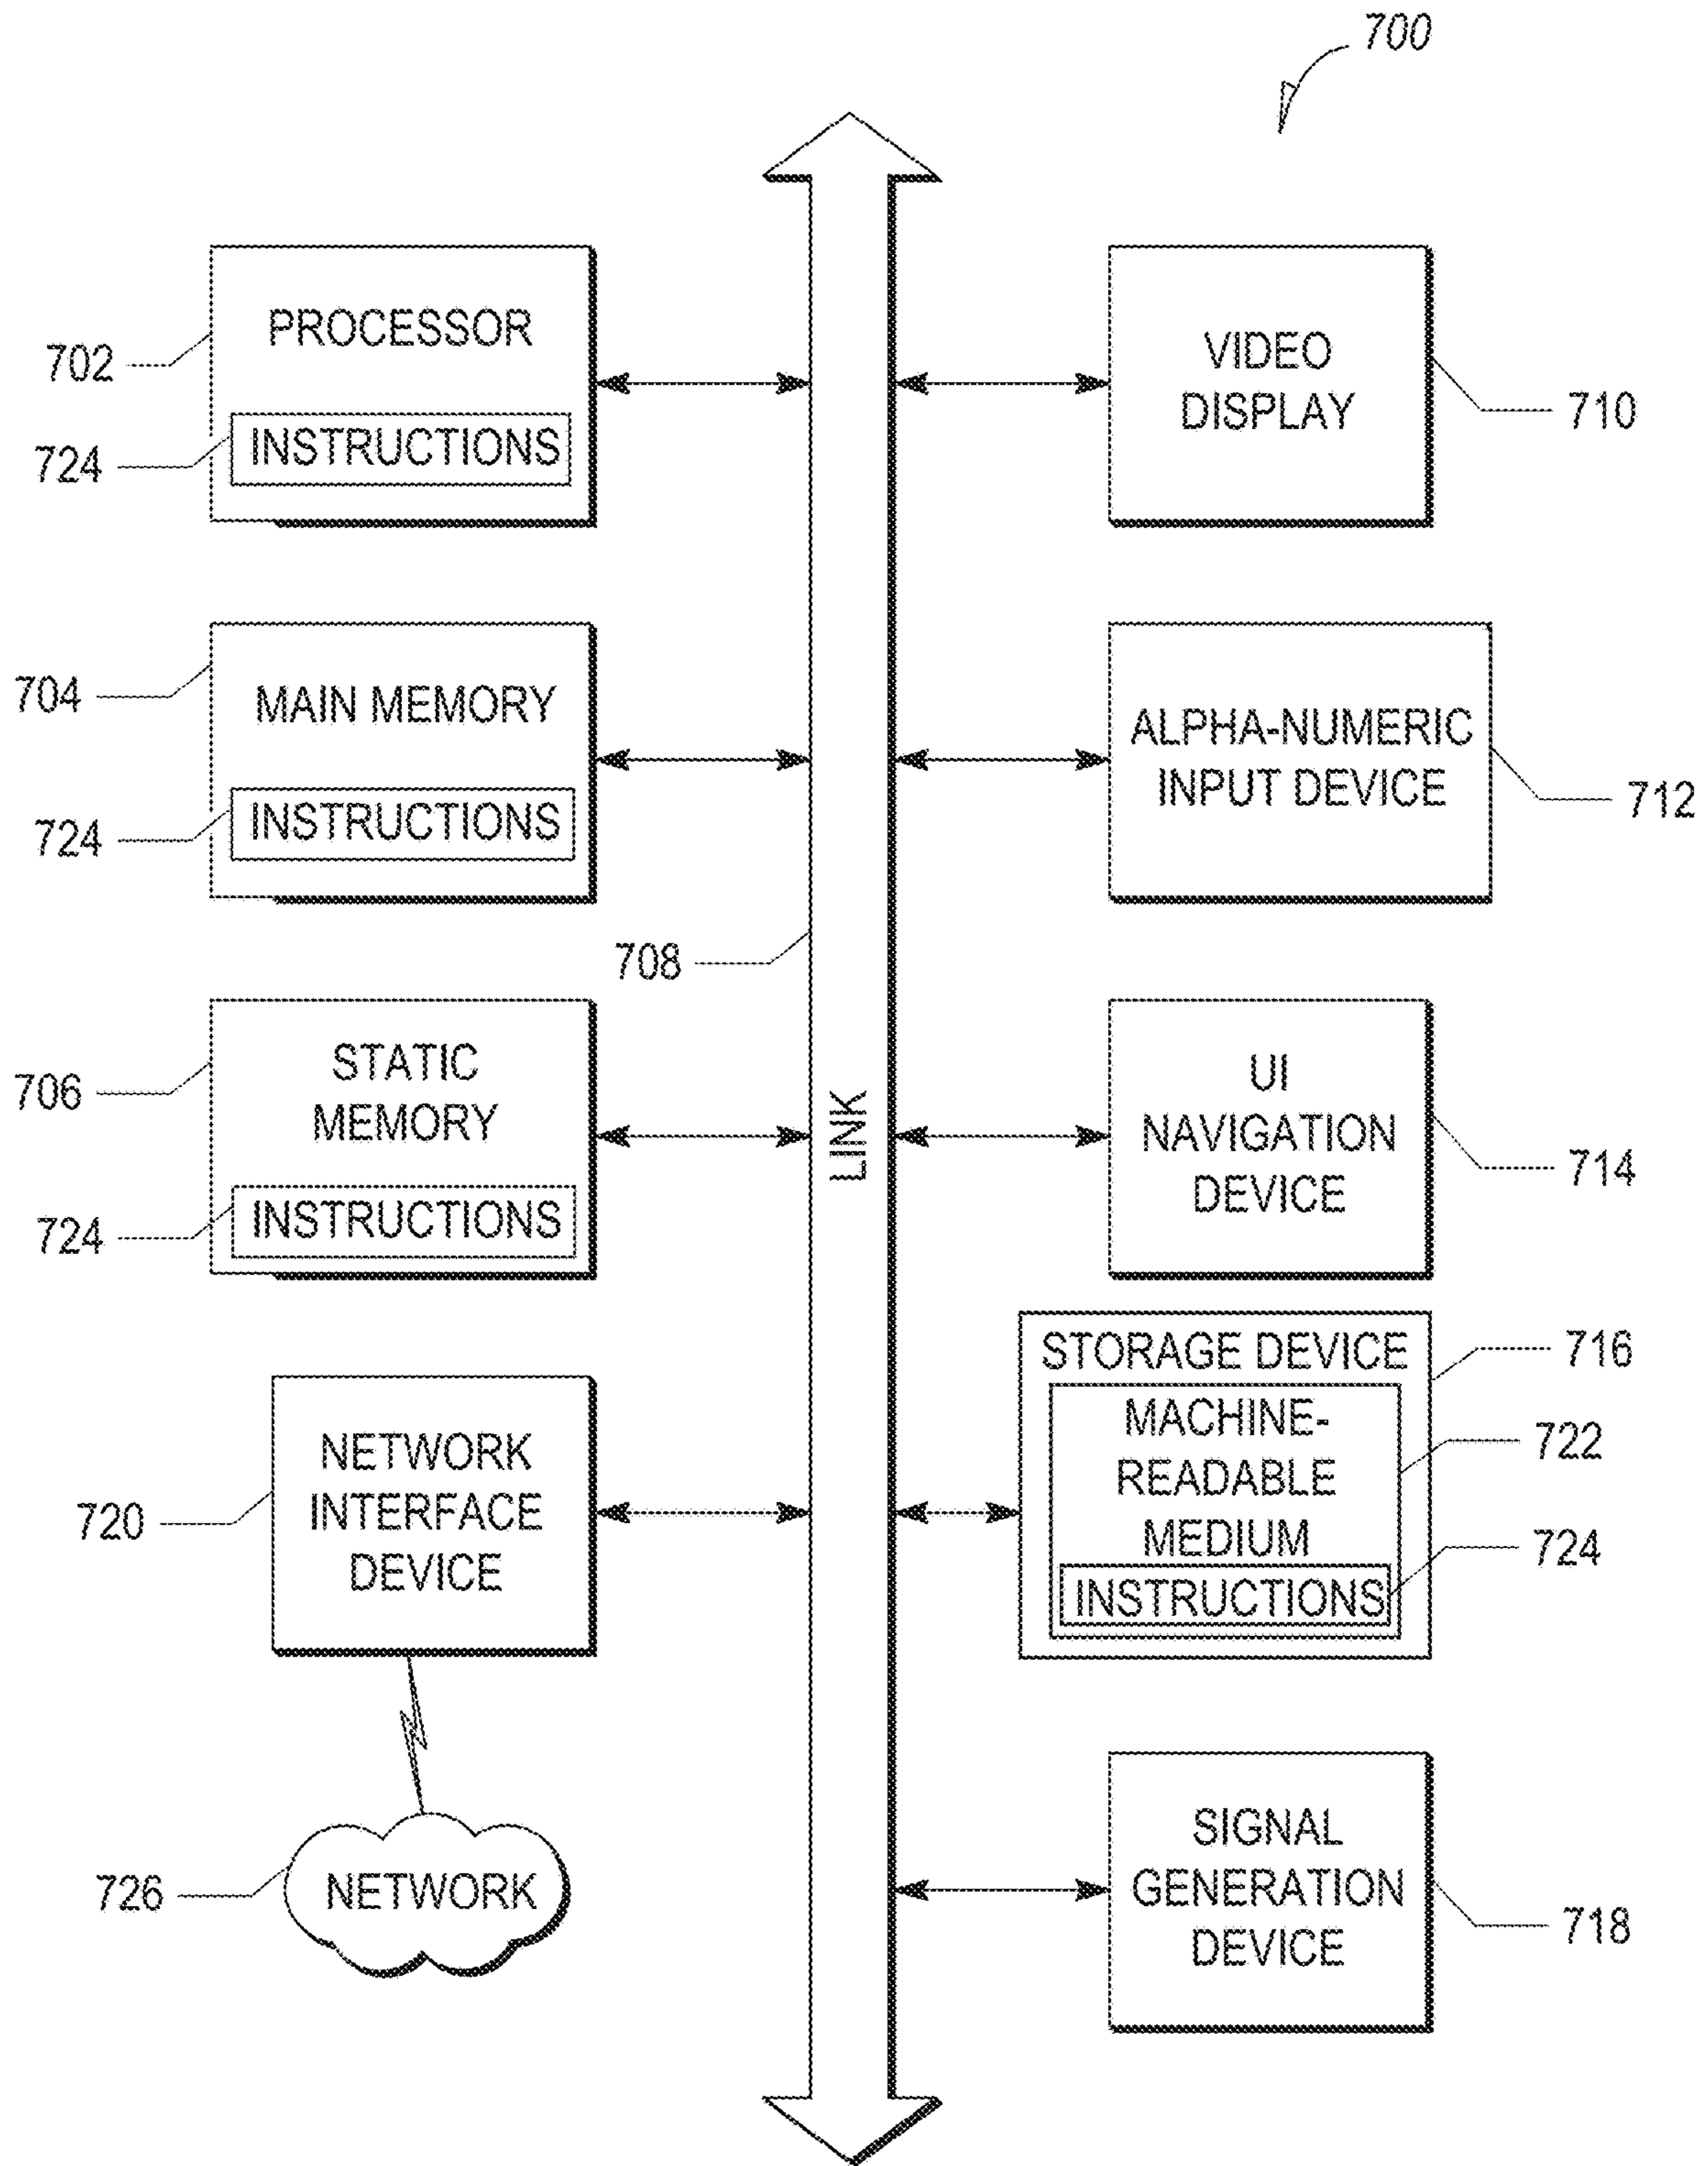 700
PROCESSOR
702
INSTRUCTIONS
724
VIDEO
DISPLAY
710
MAIN MEMORY
704
INSTRUCTIONS
724
ALPHA-NUMERIC
INPUT DEVICE
712
708
LINK
STATIC
MEMORY
706
INSTRUCTIONS
724
UI
NAVIGATION
DEVICE
714
NETWORK
INTERFACE
DEVICE
720
STORAGE DEVICE
716
MACHINE-
READABLE
MEDIUM
722
INSTRUCTIONS
724
NETWORK
726
SIGNAL
GENERATION
DEVICE
718